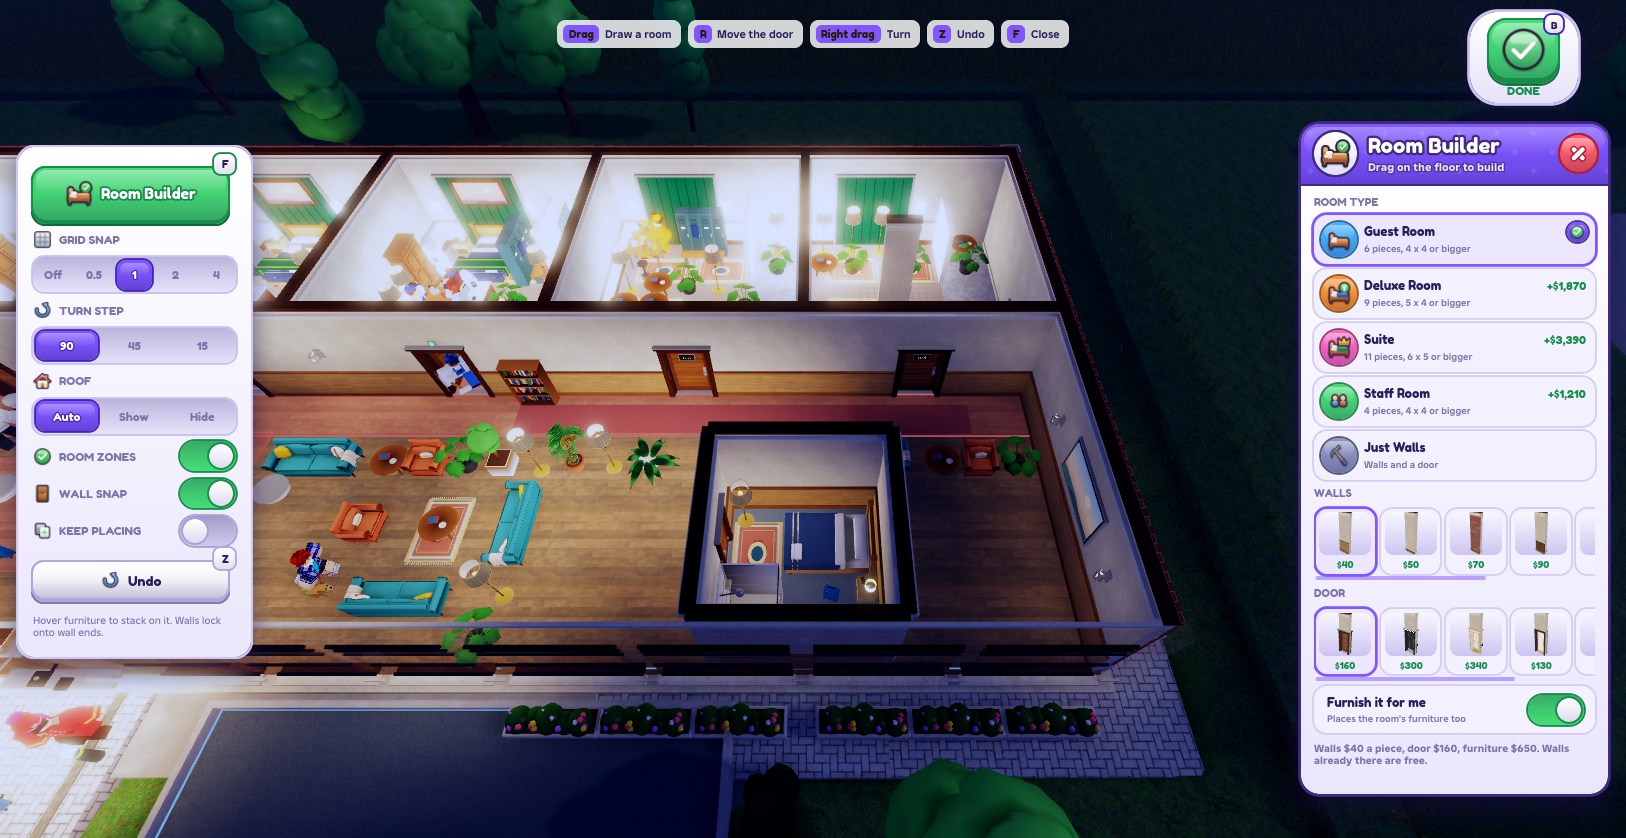 Drag Draw a room R Move the door Right drag Turn Z Undo F Close
B
DONE
F
Room Builder
GRID SNAP
Off 0.5 1 2 4
TURN STEP
90 45 15
ROOF
Auto Show Hide
ROOM ZONES
WALL SNAP
KEEP PLACING
Z
Undo
Hover furniture to stack on it. Walls lock
onto wall ends.
Room Builder
Drag on the floor to build
ROOM TYPE
Guest Room
6 pieces, 4 x 4 or bigger
Deluxe Room +$1,870
9 pieces, 5 x 4 or bigger
Suite +$3,390
11 pieces, 6 x 5 or bigger
Staff Room +$1,210
4 pieces, 4 x 4 or bigger
Just Walls
Walls and a door
WALLS
$40 $50 $70 $90
DOOR
$160 $300 $340 $130
Furnish it for me
Places the room's furniture too
Walls $40 a piece, door $160, furniture $650. Walls
already there are free.